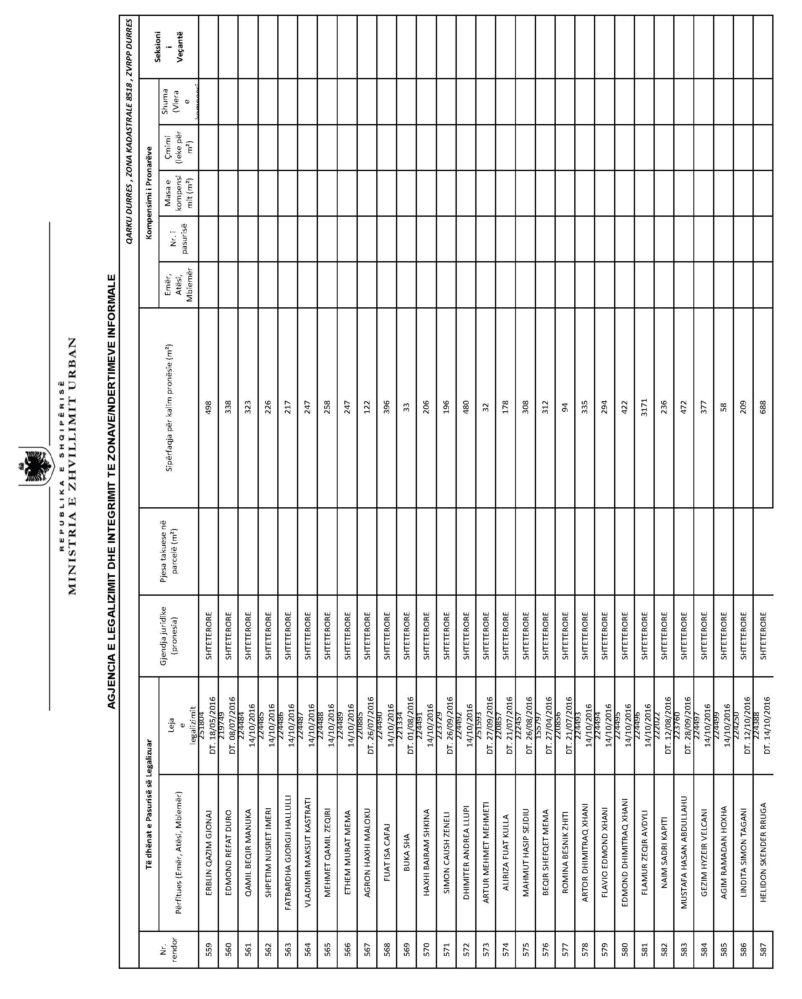 REPUBLIKA E SHQIPËRISË
MINISTRIA E ZHVILLIMIT URBAN
AGJENCIA E LEGALIZIMIT DHE INTEGRIMIT TE ZONAVE/NDERTIMEVE INFORMALE
QARKU DURRES , ZONA KADASTRALE 8518 , ZVRPP DURRES
Nr. rendor
Të dhënat e Pasurisë së Legalizuar
Përfitues (Emër, Atësi, Mbiemër)
Leja e legalizimit
Gjendja juridike (pronesia)
Pjesa takuese në parcelë (m²)
Sipërfaqja për kalim pronësie (m²)
Kompensimi i Pronarëve
Emër, Atësi, Mbiemër
Nr. i pasurisë
Masa e kompensi mit (m²)
Çmimi (leke për m²)
Shuma (Vlera e kompensi
Seksioni i Veçantë
559 ERBLIN QAZIM GJONAJ 251804 DT. 18/05/2016 SHTETERORE 498
560 EDMOND REFAT DURO 219749 DT. 08/07/2016 SHTETERORE 338
561 QAMIL BEQIR MANUKA 224484 14/10/2016 SHTETERORE 323
562 SHPETIM NUSRET IMERI 224485 14/10/2016 SHTETERORE 226
563 FATBARDHA GJORGJI HALLULLI 224486 14/10/2016 SHTETERORE 217
564 VLADIMIR MAKSUT KASTRATI 224487 14/10/2016 SHTETERORE 247
565 MEHMET QAMIL ZEQIRI 224488 14/10/2016 SHTETERORE 258
566 ETHEM MURAT MEMA 224489 14/10/2016 SHTETERORE 247
567 AGRON HAXHI MALOKU 220885 DT. 26/07/2016 SHTETERORE 122
568 FUAT ISA CAFAJ 224490 14/10/2016 SHTETERORE 396
569 BUKA SHA 221334 DT. 01/08/2016 SHTETERORE 33
570 HAXHI BAJRAM SHKINA 224491 14/10/2016 SHTETERORE 206
571 SIMON CAUSH ZENELI 223729 DT. 26/09/2016 SHTETERORE 196
572 DHIMITER ANDREA LLUPI 224492 14/10/2016 SHTETERORE 480
573 ARTUR MEHMET MEHMETI 251593 DT. 27/09/2016 SHTETERORE 32
574 ALIRIZA FUAT KULLA 220857 DT. 21/07/2016 SHTETERORE 178
575 MAHMUT HASIP SEJDIU 222457 DT. 26/08/2016 SHTETERORE 308
576 BEQIR SHEFQET MEMA 155797 DT. 27/04/2016 SHTETERORE 312
577 ROMINA BESNIK ZHITI 220856 DT. 21/07/2016 SHTETERORE 94
578 ARTOR DHIMITRAQ XHANI 224493 14/10/2016 SHTETERORE 335
579 FLAVIO EDMOND XHANI 224494 14/10/2016 SHTETERORE 294
580 EDMOND DHIMITRAQ XHANI 224495 14/10/2016 SHTETERORE 422
581 FLAMUR ZEQIR AVDYLI 224496 14/10/2016 SHTETERORE 3171
582 NAIM SADRI KAPITI 222022 DT. 12/08/2016 SHTETERORE 236
583 MUSTAFA HASAN ABDULLAHU 223760 DT. 28/09/2016 SHTETERORE 472
584 GEZIM HYZEIR VELCANI 224497 14/10/2016 SHTETERORE 377
585 AGIM RAMADAN HOXHA 224499 14/10/2016 SHTETERORE 58
586 LINDITA SIMON TAGANI 224250 DT. 12/10/2016 SHTETERORE 209
587 HELIDON SKENDER RRUGA 224388 DT. 14/10/2016 SHTETERORE 688